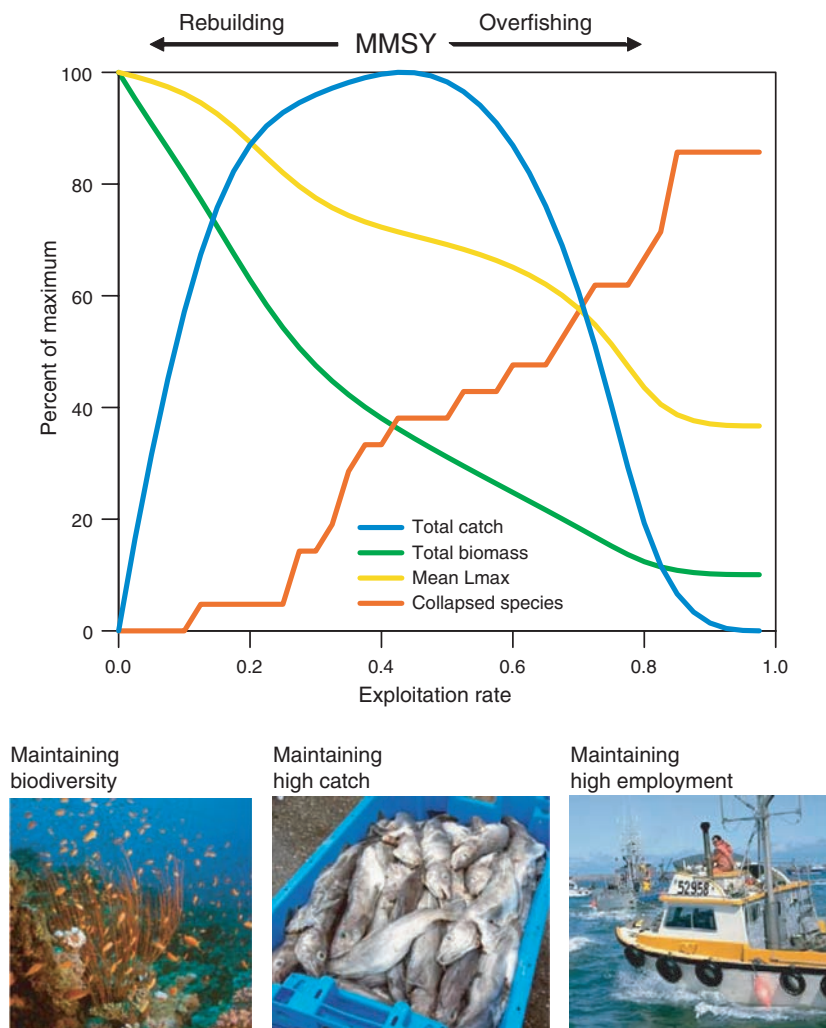 Rebuilding
MMSY
Overfishing
100
80
60
40
20
0
Percent of maximum
Total catch
Total biomass
Mean Lmax
Collapsed species
0.0 0.2 0.4 0.6 0.8 1.0
Exploitation rate
Maintaining
biodiversity
Maintaining
high catch
Maintaining
high employment
52958